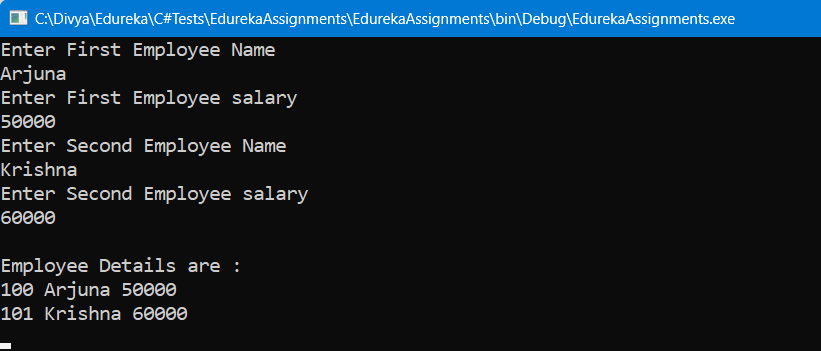 C:\Divya\Edureka\C#Tests\EdurekaAssignments\EdurekaAssignments\bin\Debug\EdurekaAssignments.exe
Enter First Employee Name
Arjuna
Enter First Employee salary
50000
Enter Second Employee Name
Krishna
Enter Second Employee salary
60000
Employee Details are :
100 Arjuna 50000
101 Krishna 60000